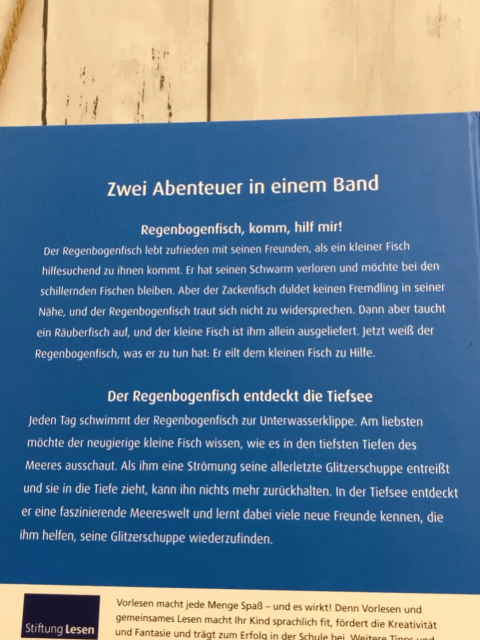 Zwei Abenteuer in einem Band
Regenbogenfisch, komm, hilf mir!
Der Regenbogenfisch lebt zufrieden mit seinen Freunden, als ein kleiner Fisch
hilfesuchend zu ihnen kommt. Er hat seinen Schwarm verloren und möchte bei den
schillernden Fischen bleiben. Aber der Zackenfisch duldet keinen Fremdling in seiner
Nähe, und der Regenbogenfisch traut sich nicht zu widersprechen. Dann aber taucht
ein Räuberfisch auf, und der kleine Fisch ist ihm allein ausgeliefert. Jetzt weiß der
Regenbogenfisch, was er zu tun hat: Er eilt dem kleinen Fisch zu Hilfe.
Der Regenbogenfisch entdeckt die Tiefsee
Jeden Tag schwimmt der Regenbogenfisch zur Unterwasserklippe. Am liebsten
möchte der neugierige kleine Fisch wissen, wie es in den tiefsten Tiefen des
Meeres ausschaut. Als ihm eine Strömung seine allerletzte Glitzerschuppe entreißt
und sie in die Tiefe zieht, kann ihn nichts mehr zurückhalten. In der Tiefsee entdeckt
er eine faszinierende Meereswelt und lernt dabei viele neue Freunde kennen, die
ihm helfen, seine Glitzerschuppe wiederzufinden.
Stiftung Lesen
Vorlesen macht jede Menge Spaß – und es wirkt! Denn Vorlesen und
gemeinsames Lesen macht Ihr Kind sprachlich fit, fördert die Kreativität
und Fantasie und trägt zum Erfolg in der Schule bei. Weitere Tipps und